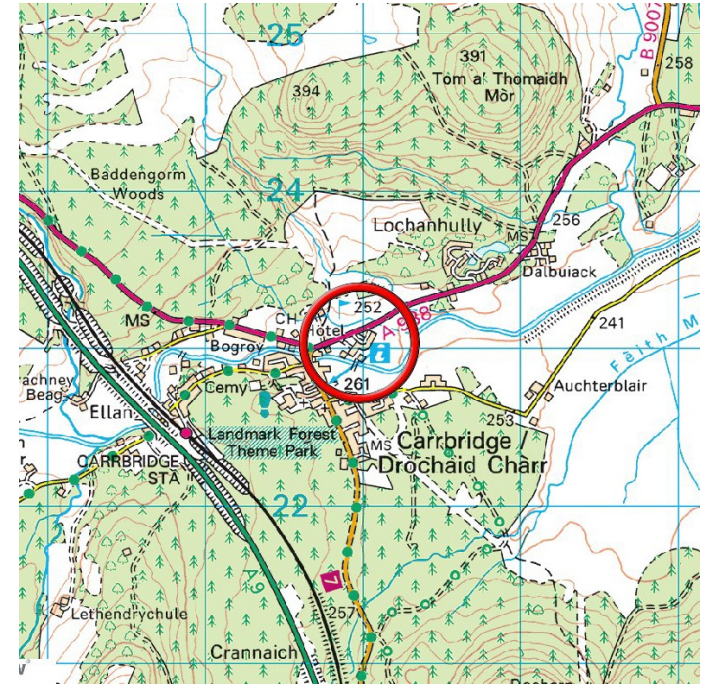 25
B 9007
391
258
Tom a' Thomaidh
Mòr
394
Baddengorm
Woods
24
Lochanhully
256
MS
Dalbuiack
252
A 938
CH
Hotel
MS
241
Bogroy
Beag
Cemy
261
Auchterblair
Ellan
253
Landmark Forest
Theme Park
MS
Carrbridge /
Drochaid Charr
CARRBRIDGE
STA
22
A 9
7
257
Lethendrychule
Crannaich